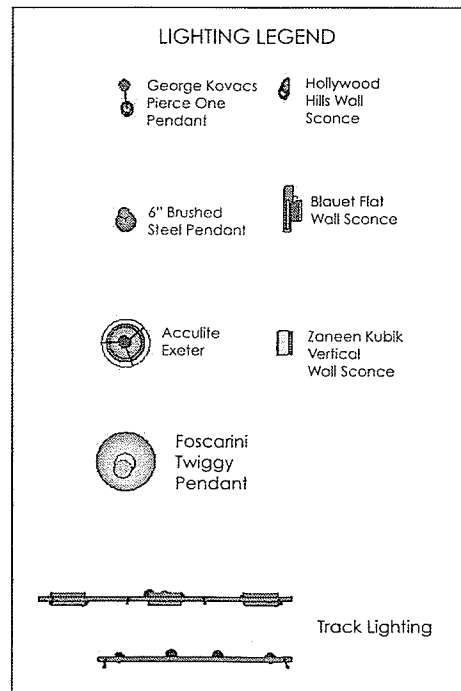 LIGHTING LEGEND
George Kovacs
Pierce One
Pendant
Hollywood
Hills Wall
Sconce
6" Brushed
Steel Pendant
Blauet Flat
Wall Sconce
Acculite
Exeter
Zaneen Kubik
Vertical
Wall Sconce
Foscarini
Twiggy
Pendant
Track Lighting